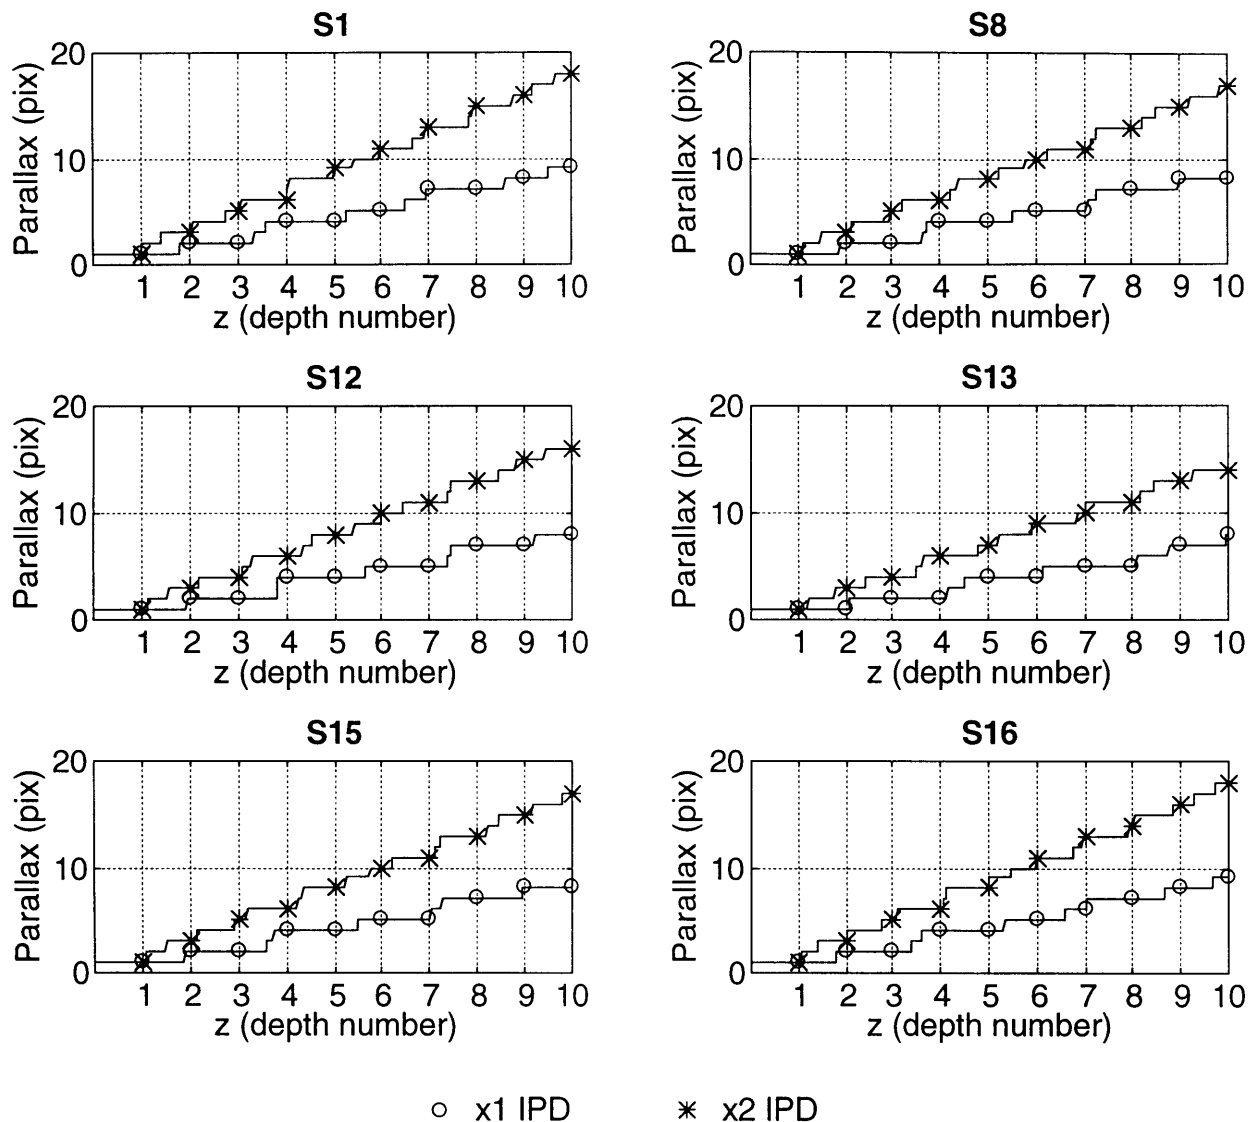 S1
20
10
0
Parallax (pix)
1 2 3 4 5 6 7 8 9 10
z (depth number)
S8
20
10
0
Parallax (pix)
1 2 3 4 5 6 7 8 9 10
z (depth number)
S12
20
10
0
Parallax (pix)
1 2 3 4 5 6 7 8 9 10
z (depth number)
S13
20
10
0
Parallax (pix)
1 2 3 4 5 6 7 8 9 10
z (depth number)
S15
20
10
0
Parallax (pix)
1 2 3 4 5 6 7 8 9 10
z (depth number)
S16
20
10
0
Parallax (pix)
1 2 3 4 5 6 7 8 9 10
z (depth number)
x1 IPD
x2 IPD